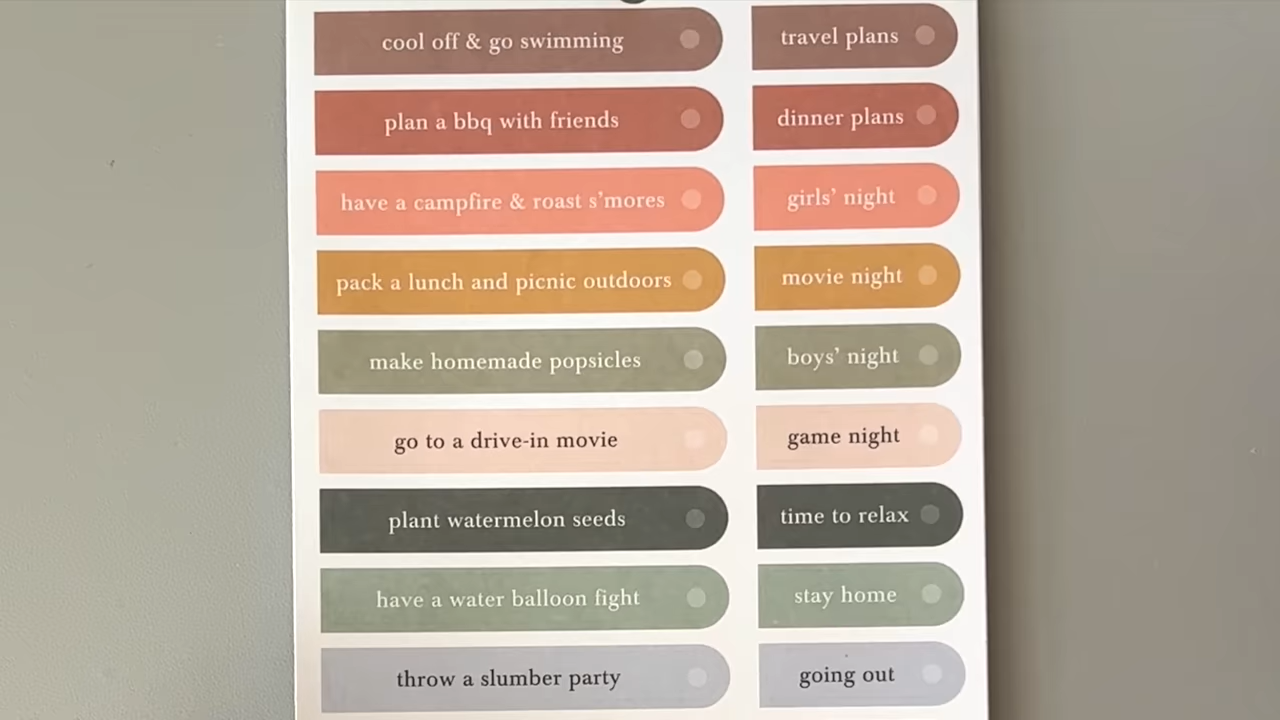 cool off & go swimming
travel plans
plan a bbq with friends
dinner plans
have a campfire & roast s’mores
girls’ night
pack a lunch and picnic outdoors
movie night
make homemade popsicles
boys’ night
go to a drive-in movie
game night
plant watermelon seeds
time to relax
have a water balloon fight
stay home
throw a slumber party
going out